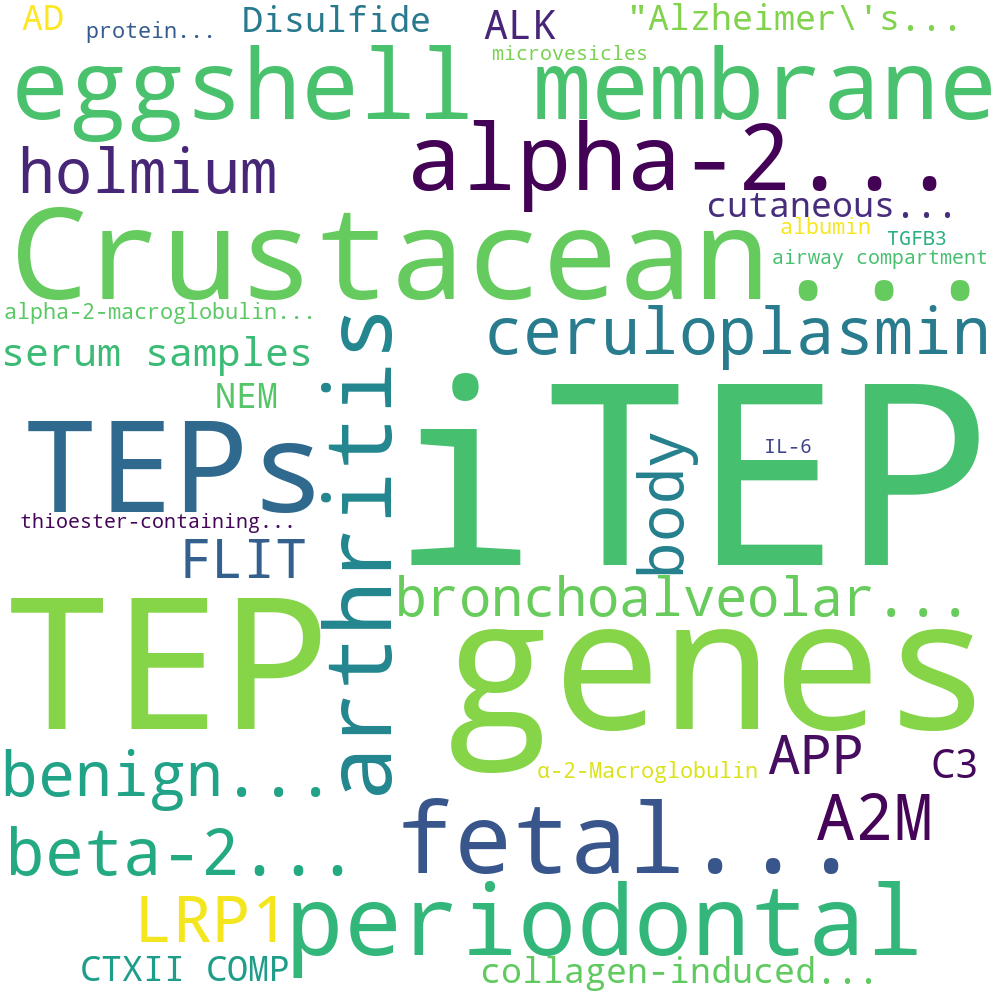 AD
protein...
Disulfide
ALK
"Alzheimer\'s...
microvesicles
eggshell membrane
holmium
alpha-2...
cutaneous...
albumin
TGFB3
airway compartment
Crustacean...
alpha-2-macroglobulin...
serum samples
ceruloplasmin
NEM
arthritis
iTEP
TEPs
body
IL-6
thioester-containing...
FLIT
bronchoalveolar...
TEP genes
benign...
α-2-Macroglobulin
APP
C3
beta-2...
fetal...
A2M
LRP1
periodontal
CTXII COMP
collagen-induced...